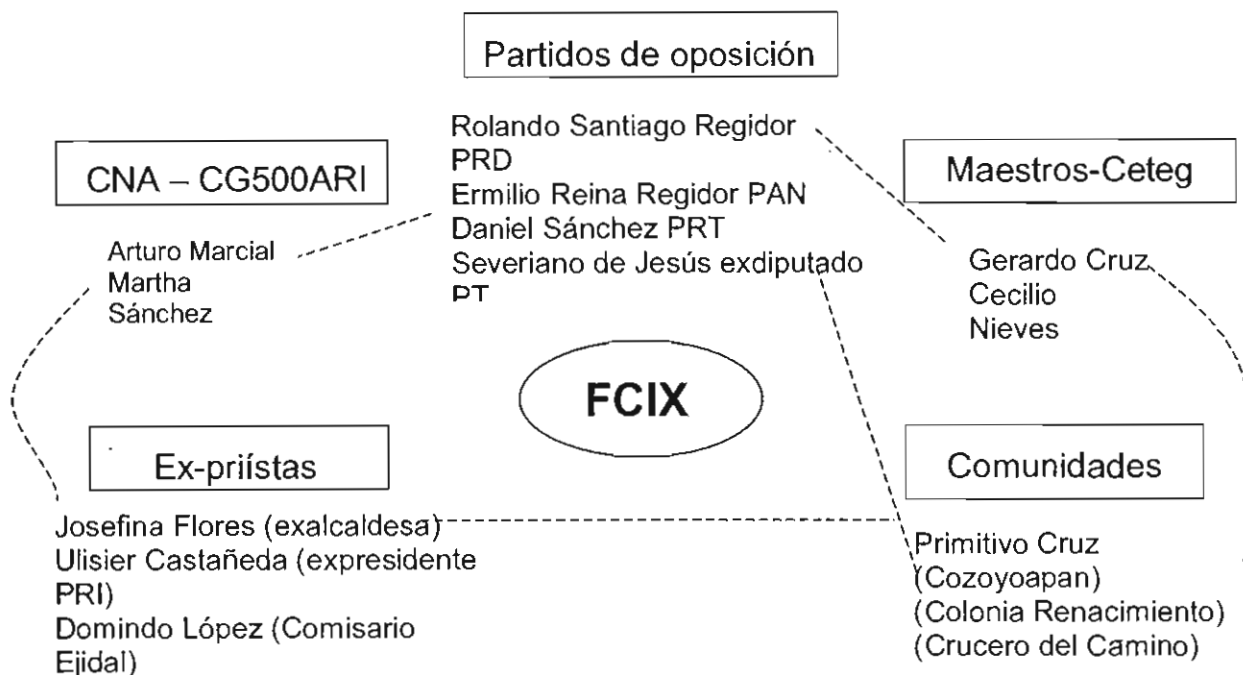 Partidos de oposición
Rolando Santiago Regidor
PRD
Ermilio Reina Regidor PAN
Daniel Sánchez PRT
Severiano de Jesús exdiputado
PT
CNA – CG500ARI
Arturo Marcial
Martha
Sánchez
Maestros-Ceteg
Gerardo Cruz
Cecilio
Nieves
FCIX
Ex-priístas
Josefina Flores (exalcaldesa)
Ulisier Castañeda (expresidente
PRI)
Domindo López (Comisario
Ejidal)
Comunidades
Primitivo Cruz
(Cozoyoapan)
(Colonia Renacimiento)
(Crucero del Camino)